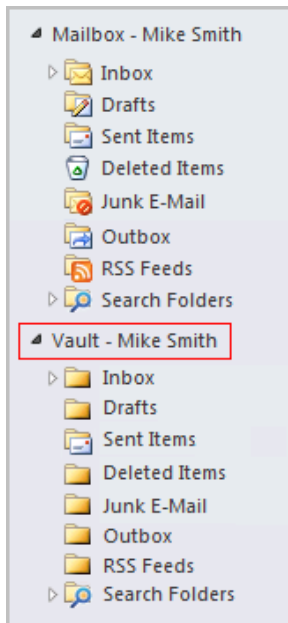 Mailbox - Mike Smith
Inbox
Drafts
Sent Items
Deleted Items
Junk E-Mail
Outbox
RSS Feeds
Search Folders
Vault - Mike Smith
Inbox
Drafts
Sent Items
Deleted Items
Junk E-Mail
Outbox
RSS Feeds
Search Folders